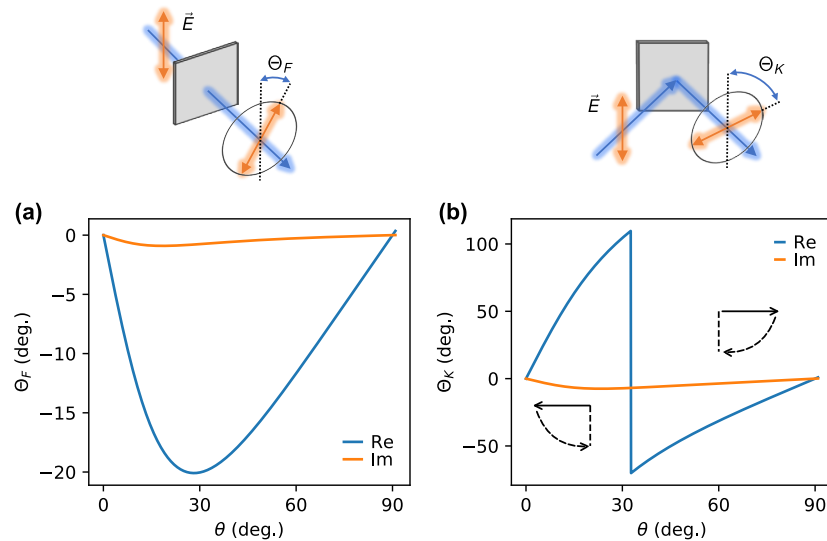 E⃗
Θ_F
E⃗
Θ_K
(a)
0
−5
−10
−15
−20
Θ_F (deg.)
Re
Im
0
30
60
90
θ (deg.)
(b)
100
50
0
−50
Θ_K (deg.)
Re
Im
0
30
60
90
θ (deg.)